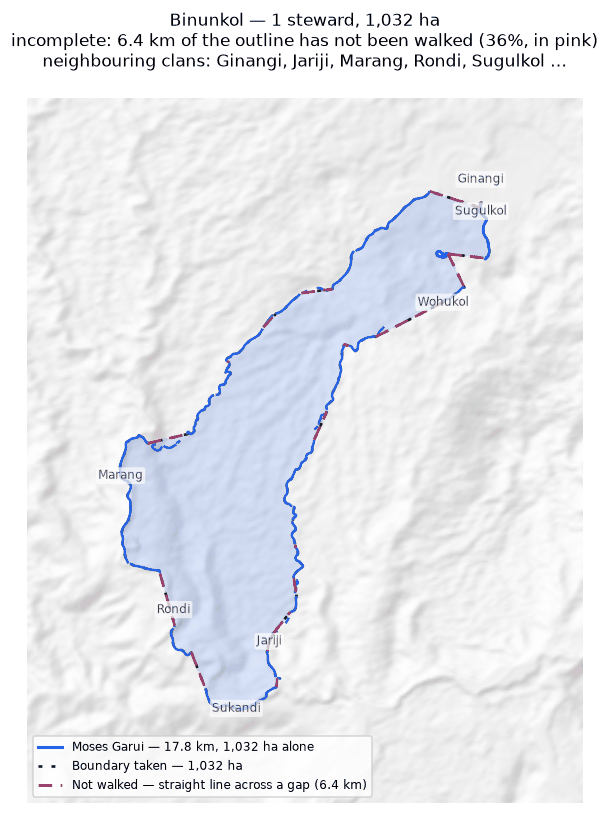 Binunkol — 1 steward, 1,032 ha
incomplete: 6.4 km of the outline has not been walked (36%, in pink)
neighbouring clans: Ginangi, Jariji, Marang, Rondi, Sugulkol ...
Ginangi
Sugulkol
Wohukol
Marang
Rondi
Jariji
Sukandi
Moses Garui — 17.8 km, 1,032 ha alone
Boundary taken — 1,032 ha
Not walked — straight line across a gap (6.4 km)